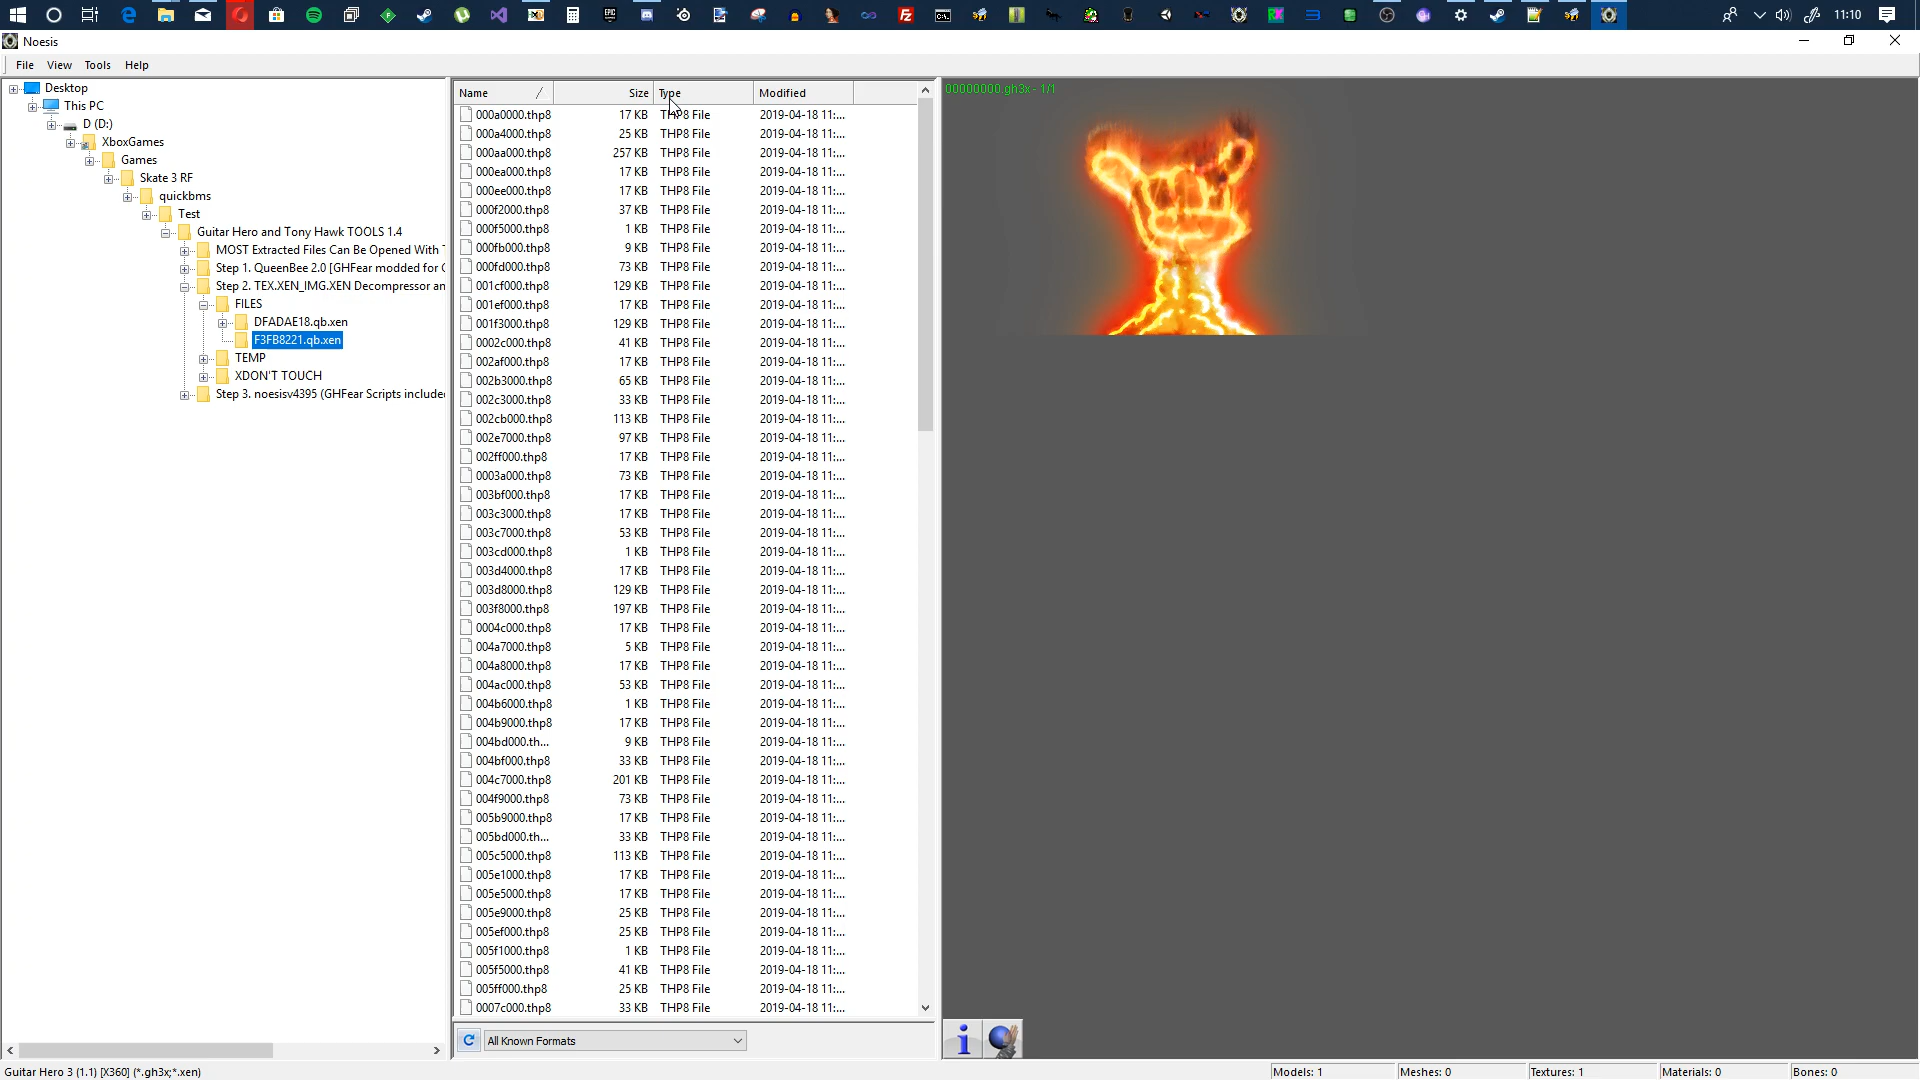 11:10
Noesis
File View Tools Help
Desktop
This PC
D (D:)
XboxGames
Games
Skate 3 RF
quickbms
Test
Guitar Hero and Tony Hawk TOOLS 1.4
MOST Extracted Files Can Be Opened With
Step 1. QueenBee 2.0 [GHFear modded for
Step 2. TEX.XEN_IMG.XEN Decompressor an
FILES
DFADAE18.qb.xen
F3FB8221.qb.xen
TEMP
XDON'T TOUCH
Step 3. noesisv4395 (GHFear Scripts include
Name Size Type Modified
000a0000.thp8 17 KB THP8 File 2019-04-18 11:...
000a4000.thp8 25 KB THP8 File 2019-04-18 11:...
000aa000.thp8 257 KB THP8 File 2019-04-18 11:...
000ea000.thp8 17 KB THP8 File 2019-04-18 11:...
000ee000.thp8 17 KB THP8 File 2019-04-18 11:...
000f2000.thp8 37 KB THP8 File 2019-04-18 11:...
000f5000.thp8 1 KB THP8 File 2019-04-18 11:...
000fb000.thp8 9 KB THP8 File 2019-04-18 11:...
000fd000.thp8 73 KB THP8 File 2019-04-18 11:...
001cf000.thp8 129 KB THP8 File 2019-04-18 11:...
001ef000.thp8 17 KB THP8 File 2019-04-18 11:...
001f3000.thp8 129 KB THP8 File 2019-04-18 11:...
0002c000.thp8 41 KB THP8 File 2019-04-18 11:...
002af000.thp8 17 KB THP8 File 2019-04-18 11:...
002b3000.thp8 65 KB THP8 File 2019-04-18 11:...
002c3000.thp8 33 KB THP8 File 2019-04-18 11:...
002cb000.thp8 113 KB THP8 File 2019-04-18 11:...
002e7000.thp8 97 KB THP8 File 2019-04-18 11:...
002ff000.thp8 17 KB THP8 File 2019-04-18 11:...
0003a000.thp8 73 KB THP8 File 2019-04-18 11:...
003bf000.thp8 17 KB THP8 File 2019-04-18 11:...
003c3000.thp8 17 KB THP8 File 2019-04-18 11:...
003c7000.thp8 53 KB THP8 File 2019-04-18 11:...
003cd000.thp8 1 KB THP8 File 2019-04-18 11:...
003d4000.thp8 17 KB THP8 File 2019-04-18 11:...
003d8000.thp8 129 KB THP8 File 2019-04-18 11:...
003f8000.thp8 197 KB THP8 File 2019-04-18 11:...
0004c000.thp8 17 KB THP8 File 2019-04-18 11:...
004a7000.thp8 5 KB THP8 File 2019-04-18 11:...
004a8000.thp8 17 KB THP8 File 2019-04-18 11:...
004ac000.thp8 53 KB THP8 File 2019-04-18 11:...
004b6000.thp8 1 KB THP8 File 2019-04-18 11:...
004b9000.thp8 17 KB THP8 File 2019-04-18 11:...
004bd000.th... 9 KB THP8 File 2019-04-18 11:...
004bf000.thp8 33 KB THP8 File 2019-04-18 11:...
004c7000.thp8 201 KB THP8 File 2019-04-18 11:...
004f9000.thp8 73 KB THP8 File 2019-04-18 11:...
005b9000.thp8 17 KB THP8 File 2019-04-18 11:...
005bd000.th... 33 KB THP8 File 2019-04-18 11:...
005c5000.thp8 113 KB THP8 File 2019-04-18 11:...
005e1000.thp8 17 KB THP8 File 2019-04-18 11:...
005e5000.thp8 17 KB THP8 File 2019-04-18 11:...
005e9000.thp8 25 KB THP8 File 2019-04-18 11:...
005ef000.thp8 25 KB THP8 File 2019-04-18 11:...
005f1000.thp8 1 KB THP8 File 2019-04-18 11:...
005f5000.thp8 41 KB THP8 File 2019-04-18 11:...
005ff000.thp8 25 KB THP8 File 2019-04-18 11:...
0007c000.thp8 33 KB THP8 File 2019-04-18 11:...
All Known Formats
00000000.gh3x - 1/1
Guitar Hero 3 (1.1) [X360] (*.gh3x;*.xen) Models: 1 Meshes: 0 Textures: 1 Materials: 0 Bones: 0